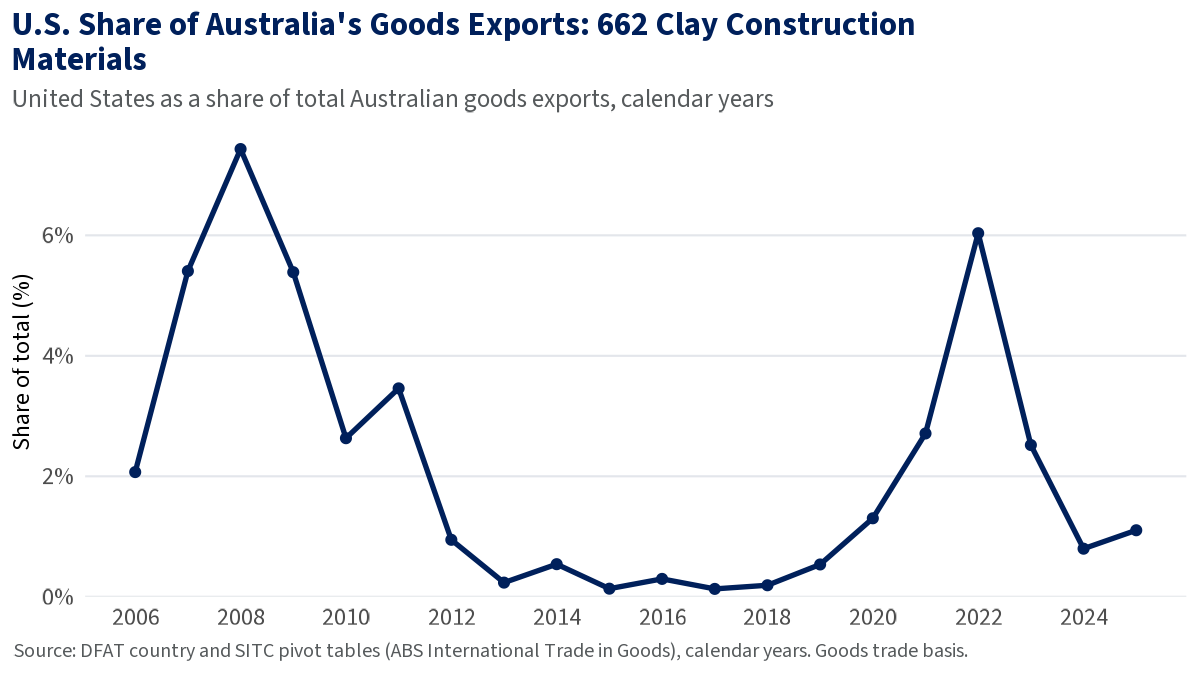 U.S. Share of Australia's Goods Exports: 662 Clay Construction
Materials
United States as a share of total Australian goods exports, calendar years
Share of total (%)
6%
4%
2%
0%
2006 2008 2010 2012 2014 2016 2018 2020 2022 2024
Source: DFAT country and SITC pivot tables (ABS International Trade in Goods), calendar years. Goods trade basis.